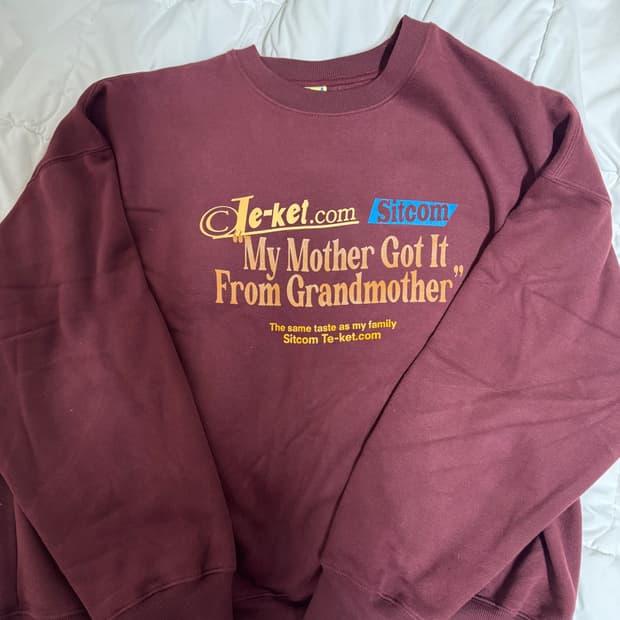 ©Te-ket.com Sitcom
"My Mother Got It
From Grandmother"
The same taste as my family
Sitcom Te-ket.com